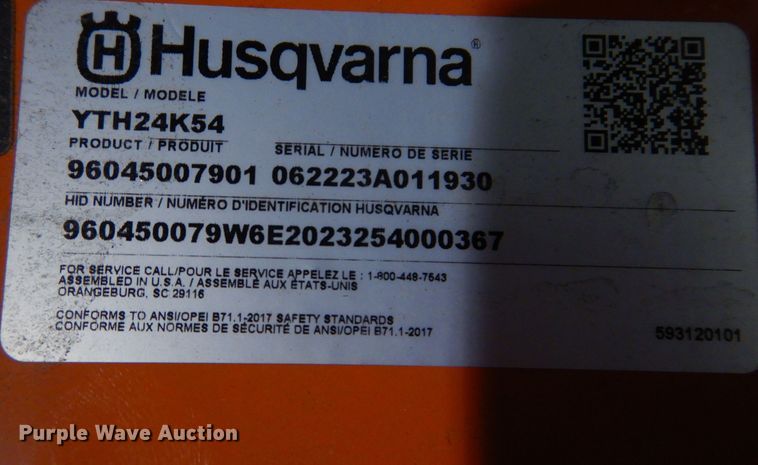 Husqvarna®
MODEL / MODELE
YTH24K54
PRODUCT / PRODUIT SERIAL / NUMÉRO DE SERIE
96045007901 062223A011930
HID NUMBER / NUMÉRO D'IDENTIFICATION HUSQVARNA
960450079W6E2023254000367
FOR SERVICE CALL/POUR LE SERVICE APPELEZ LE : 1-800-448-7543
ASSEMBLED IN U.S.A. / ASSEMBLÉ AUX ÉTATS-UNIS
ORANGEBURG, SC 29115
CONFORMS TO ANSI/OPEI B71.1-2017 SAFETY STANDARDS
CONFORME AUX NORMES DE SÉCURITÉ DE ANSI/OPEI B71.1-2017
593120101
Purple Wave Auction